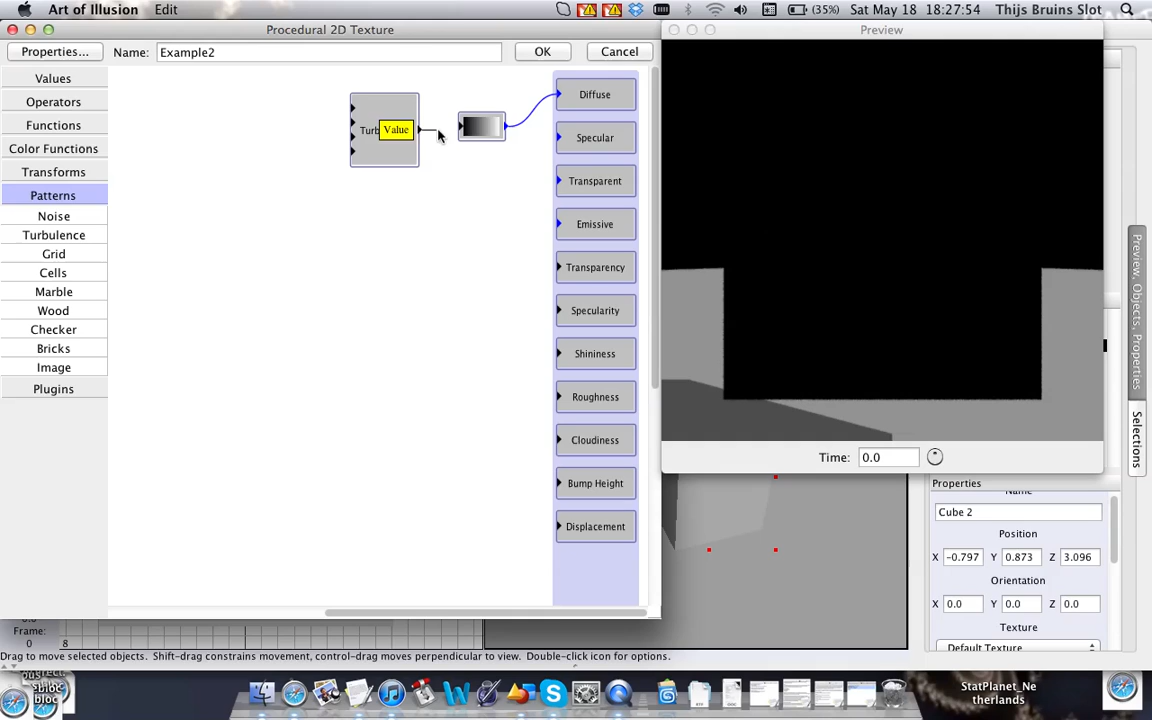 Art of Illusion Edit
(35%) Sat May 18 18:27:54 Thijs Bruins Slot
Procedural 2D Texture
Preview
Properties... Name: Example2 OK Cancel
Values
Operators
Functions
Color Functions
Transforms
Patterns
Noise
Turbulence
Grid
Cells
Marble
Wood
Checker
Bricks
Image
Plugins
Turb
Value
Diffuse
Specular
Transparent
Emissive
Transparency
Specularity
Shininess
Roughness
Cloudiness
Bump Height
Displacement
Time: 0.0
Preview, Objects, Properties
Selections
Properties
Name
Cube 2
Position
X -0.797 Y 0.873 Z 3.096
Orientation
X 0.0 Y 0.0 Z 0.0
Texture
Default Texture
Frame:
0 8
Drag to move selected objects. Shift-drag constrains movement, control-drag moves perpendicular to view. Double-click icon for options.
StatPlanet_Ne
therlands